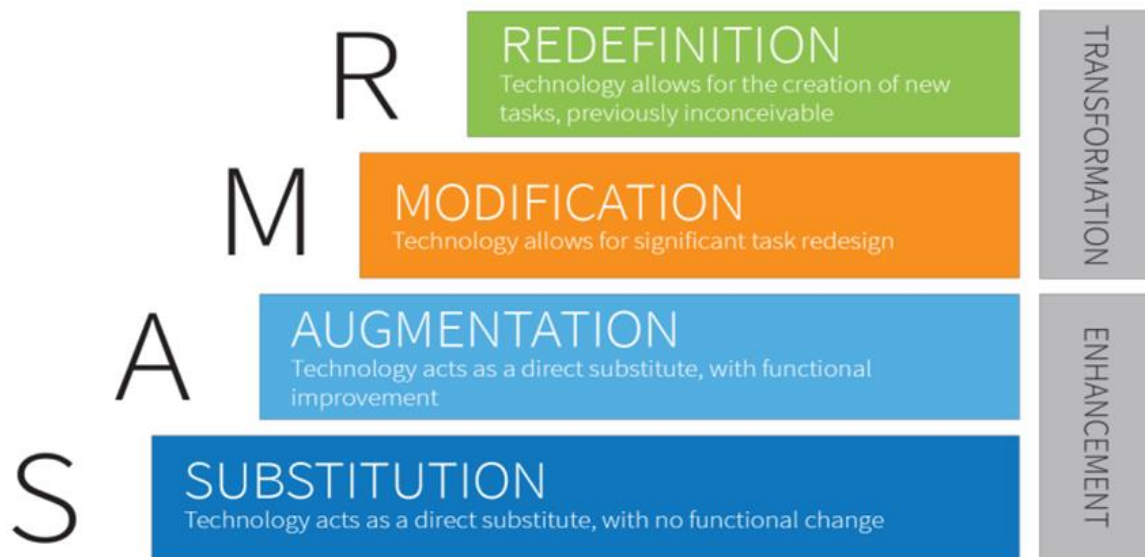 R
REDEFINITION
Technology allows for the creation of new
tasks, previously inconceivable
M
MODIFICATION
Technology allows for significant task redesign
TRANSFORMATION
A
AUGMENTATION
Technology acts as a direct substitute, with functional
improvement
S
SUBSTITUTION
Technology acts as a direct substitute, with no functional change
ENHANCEMENT